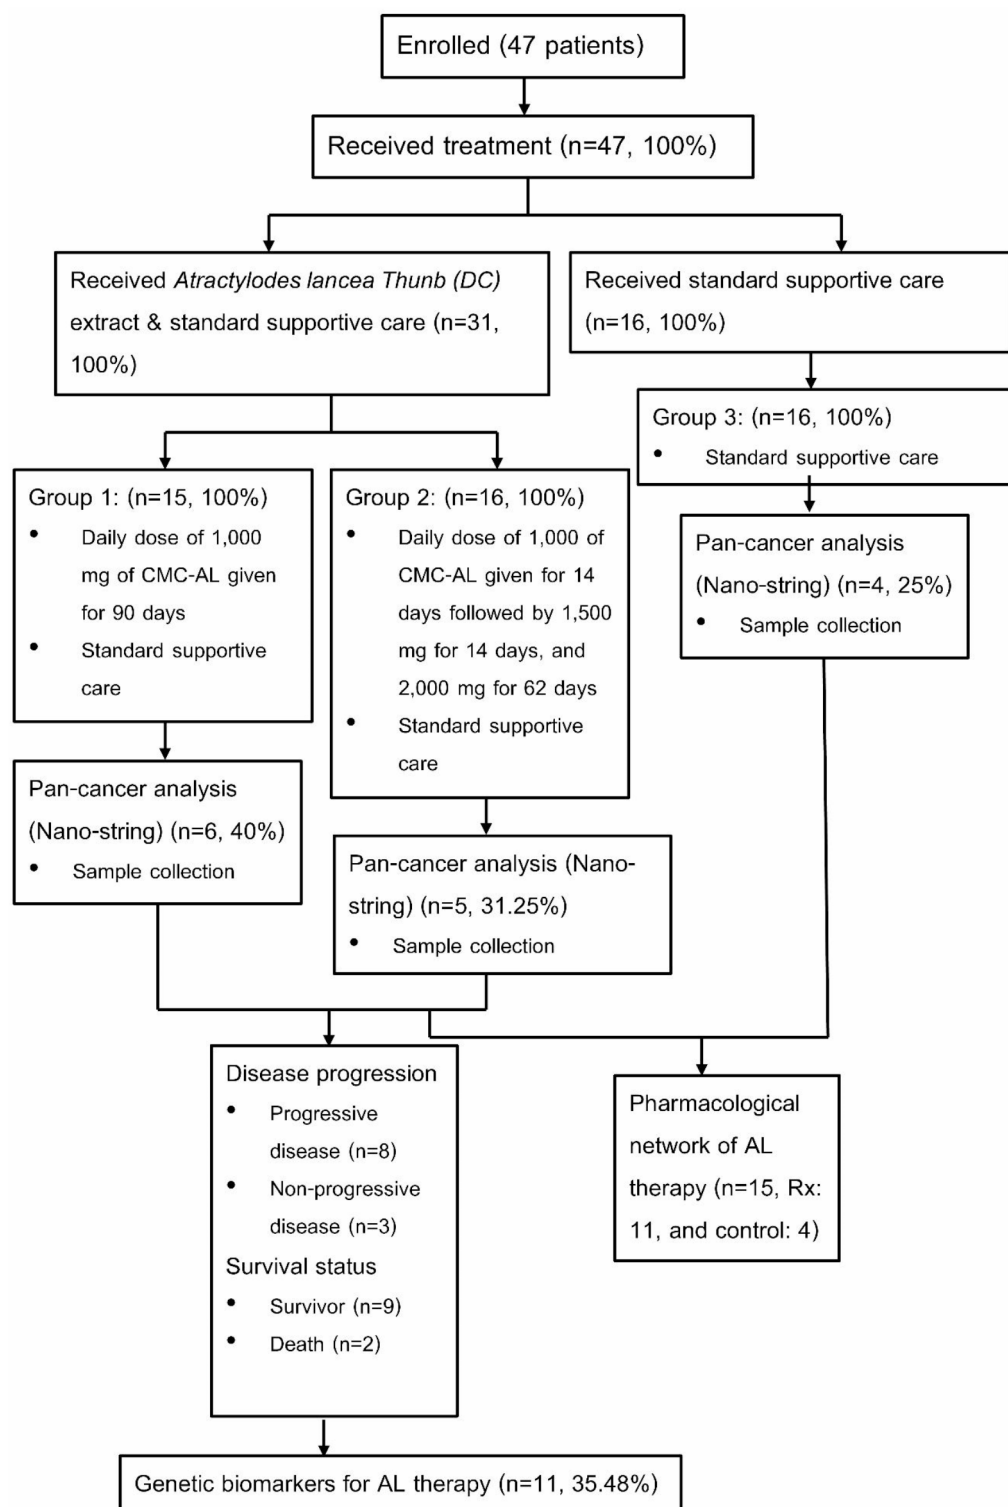 Enrolled (47 patients)
Received treatment (n=47, 100%)
Received Atractylodes lancea Thunb (DC)
extract & standard supportive care (n=31,
100%)
Received standard supportive care
(n=16, 100%)
Group 3: (n=16, 100%)
• Standard supportive care
Group 1: (n=15, 100%)
• Daily dose of 1,000
mg of CMC-AL given
for 90 days
• Standard supportive
care
Group 2: (n=16, 100%)
• Daily dose of 1,000 of
CMC-AL given for 14
days followed by 1,500
mg for 14 days, and
2,000 mg for 62 days
• Standard supportive
care
Pan-cancer analysis
(Nano-string) (n=4, 25%)
• Sample collection
Pan-cancer analysis
(Nano-string) (n=6, 40%)
• Sample collection
Pan-cancer analysis (Nano-
string) (n=5, 31.25%)
• Sample collection
Disease progression
• Progressive
disease (n=8)
• Non-progressive
disease (n=3)
Survival status
• Survivor (n=9)
• Death (n=2)
Pharmacological
network of AL
therapy (n=15, Rx:
11, and control: 4)
Genetic biomarkers for AL therapy (n=11, 35.48%)